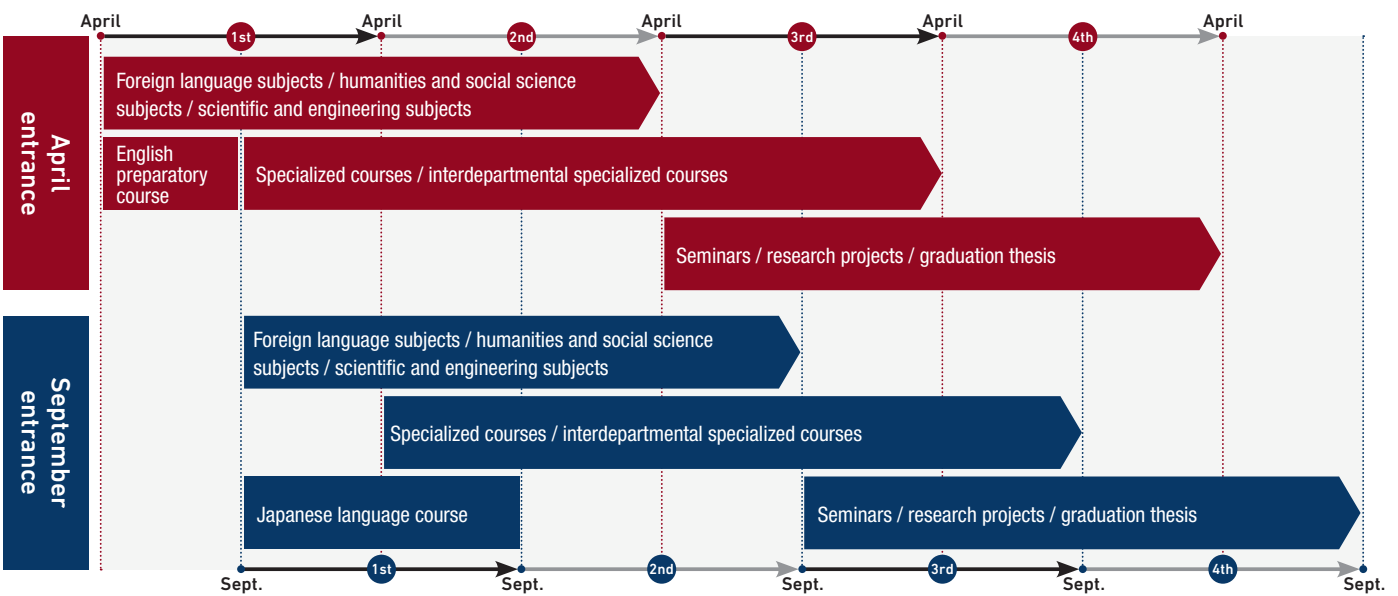 April
April
April
April
April
1st
2nd
3rd
4th
April
entrance
Foreign language subjects / humanities and social science
subjects / scientific and engineering subjects
English
preparatory
course
Specialized courses / interdepartmental specialized courses
Seminars / research projects / graduation thesis
September
entrance
Foreign language subjects / humanities and social science
subjects / scientific and engineering subjects
Specialized courses / interdepartmental specialized courses
Japanese language course
Seminars / research projects / graduation thesis
1st
2nd
3rd
4th
Sept.
Sept.
Sept.
Sept.
Sept.